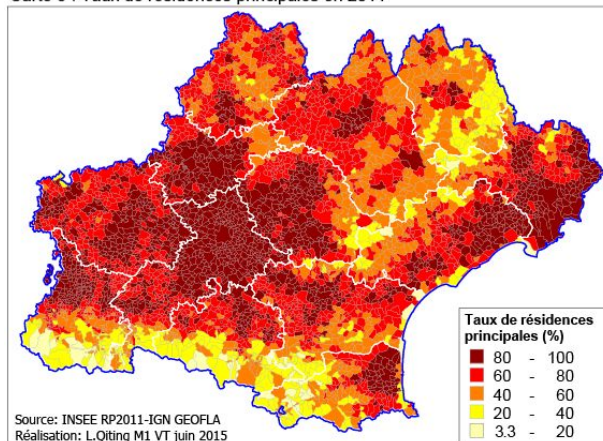 Taux de résidences
principales (%)
80 - 100
60 - 80
40 - 60
20 - 40
3.3 - 20
Source: INSEE RP2011-IGN GEOFLA
Réalisation: L.Qiting M1 VT juin 2015